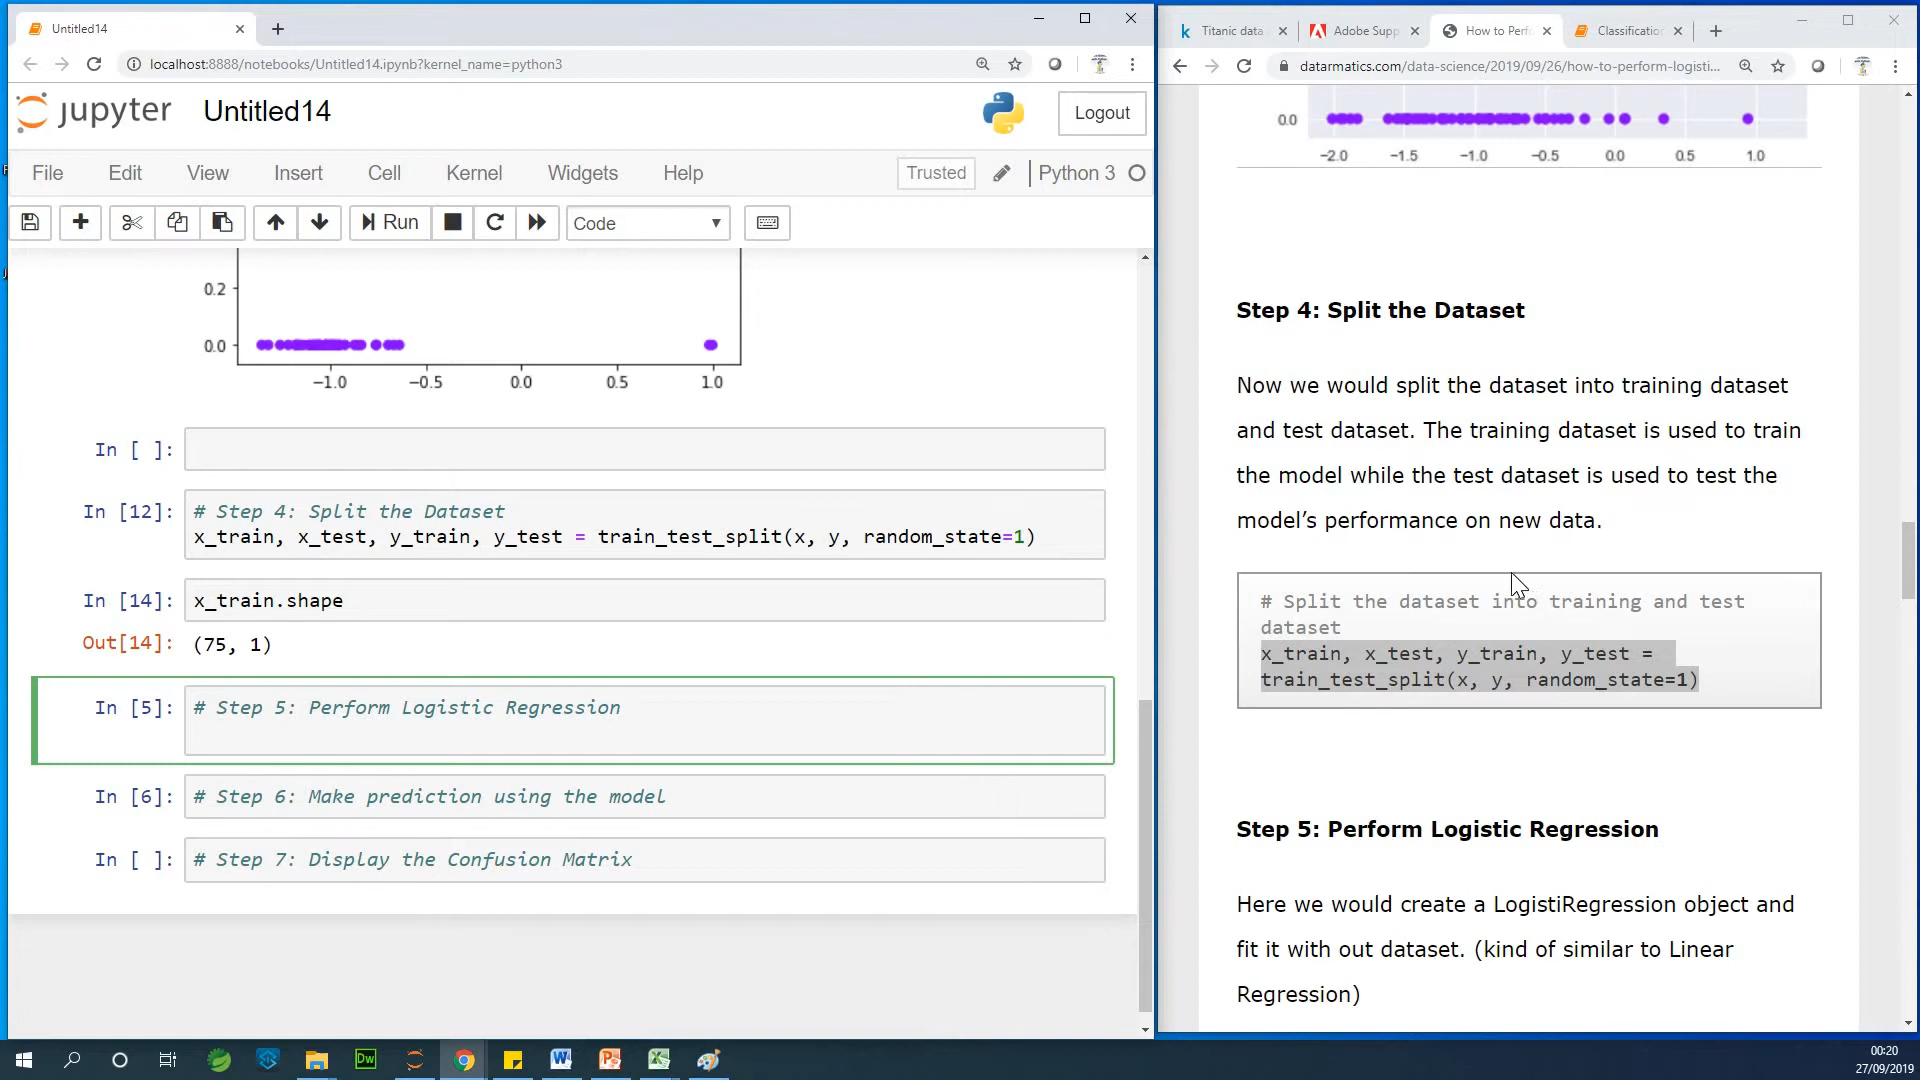 Untitled14
localhost:8888/notebooks/Untitled14.ipynb?kernel_name=python3
jupyter Untitled14
Logout
File Edit View Insert Cell Kernel Widgets Help
Trusted
Python 3
Run
Code
0.2
0.0
−1.0 −0.5 0.0 0.5 1.0
In [ ]:
In [12]: # Step 4: Split the Dataset
x_train, x_test, y_train, y_test = train_test_split(x, y, random_state=1)
In [14]: x_train.shape
Out[14]: (75, 1)
In [5]: # Step 5: Perform Logistic Regression
In [6]: # Step 6: Make prediction using the model
In [ ]: # Step 7: Display the Confusion Matrix
Titanic data
Adobe Supp
How to Perf
Classification
datarmatics.com/data-science/2019/09/26/how-to-perform-logisti...
0.0
−2.0 −1.5 −1.0 −0.5 0.0 0.5 1.0
Step 4: Split the Dataset
Now we would split the dataset into training dataset
and test dataset. The training dataset is used to train
the model while the test dataset is used to test the
model’s performance on new data.
# Split the dataset into training and test
dataset
x_train, x_test, y_train, y_test =
train_test_split(x, y, random_state=1)
Step 5: Perform Logistic Regression
Here we would create a LogistiRegression object and
fit it with out dataset. (kind of similar to Linear
Regression)
Dw
00:20
27/09/2019